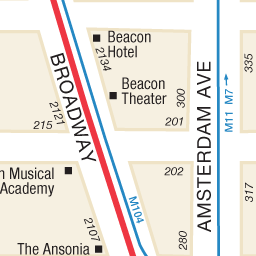 Beacon
Hotel
2134
BROADWAY
Beacon
Theater
300
201
215
2121
AMSTERDAM AVE
335
M11 M7
n Musical
Academy
202
317
M104
2107
280
The Ansonia